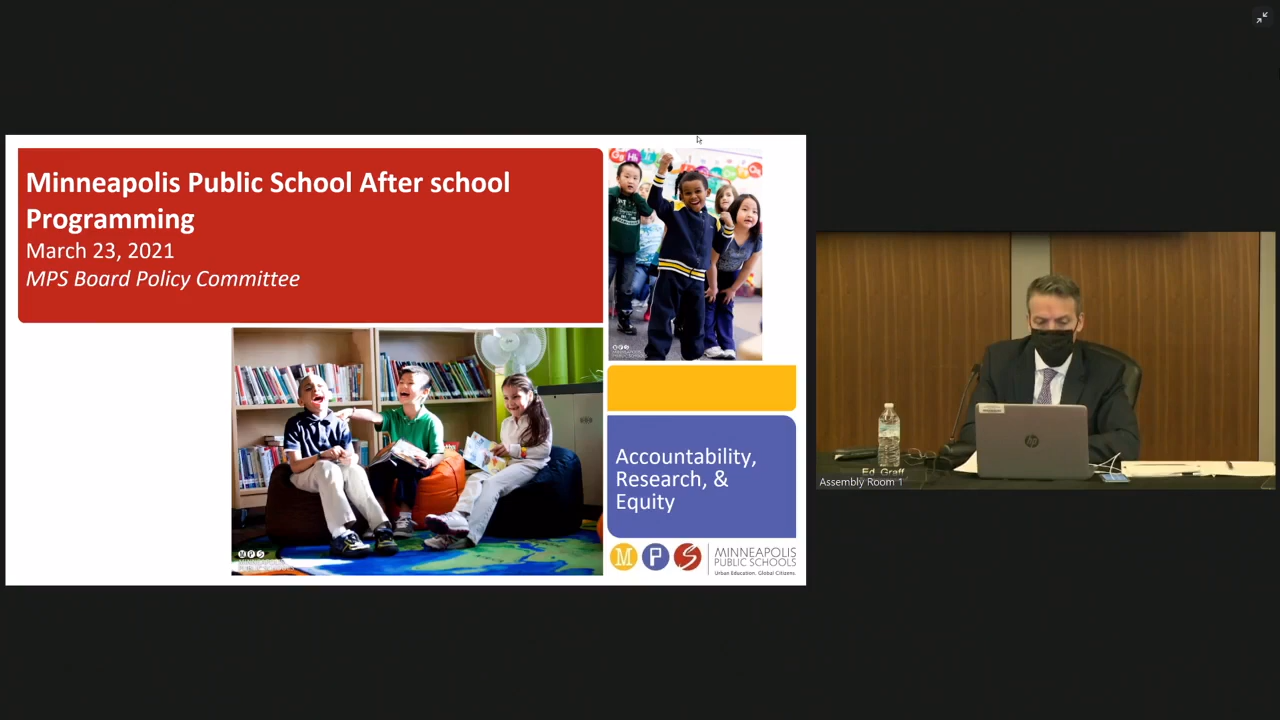 Minneapolis Public School After school
Programming
March 23, 2021
MPS Board Policy Committee
Accountability,
Research, &
Equity
M P S
MINNEAPOLIS
PUBLIC SCHOOLS
Urban Education. Global Citizens.
M P S
M P S
hp
Ed Graff
Assembly Room 1